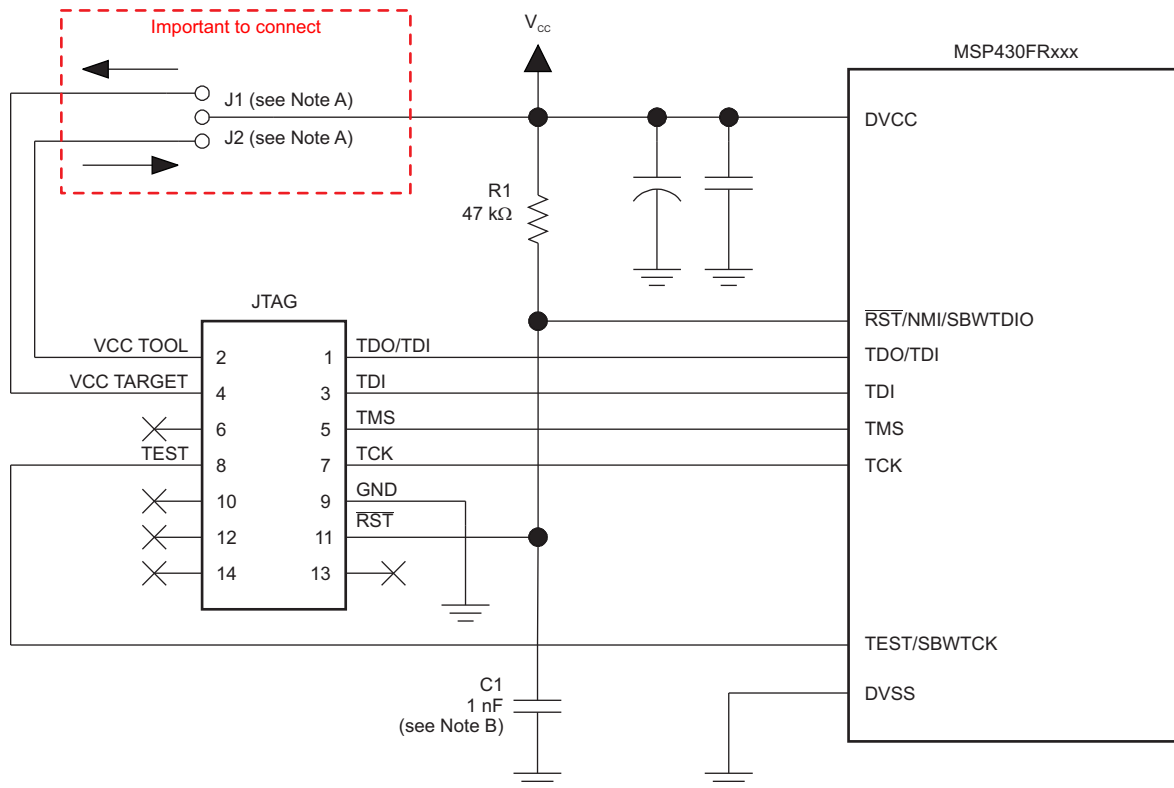 Important to connect
J1 (see Note A)
J2 (see Note A)
VCC
MSP430FRxxx
DVCC
R1
47 kΩ
JTAG
RST/NMI/SBWTDIO
VCC TOOL
2
1
TDO/TDI
TDO/TDI
VCC TARGET
4
3
TDI
TDI
6
5
TMS
TMS
TEST
8
7
TCK
TCK
10
9
GND
12
11
RST
14
13
TEST/SBWTCK
C1
1 nF
(see Note B)
DVSS